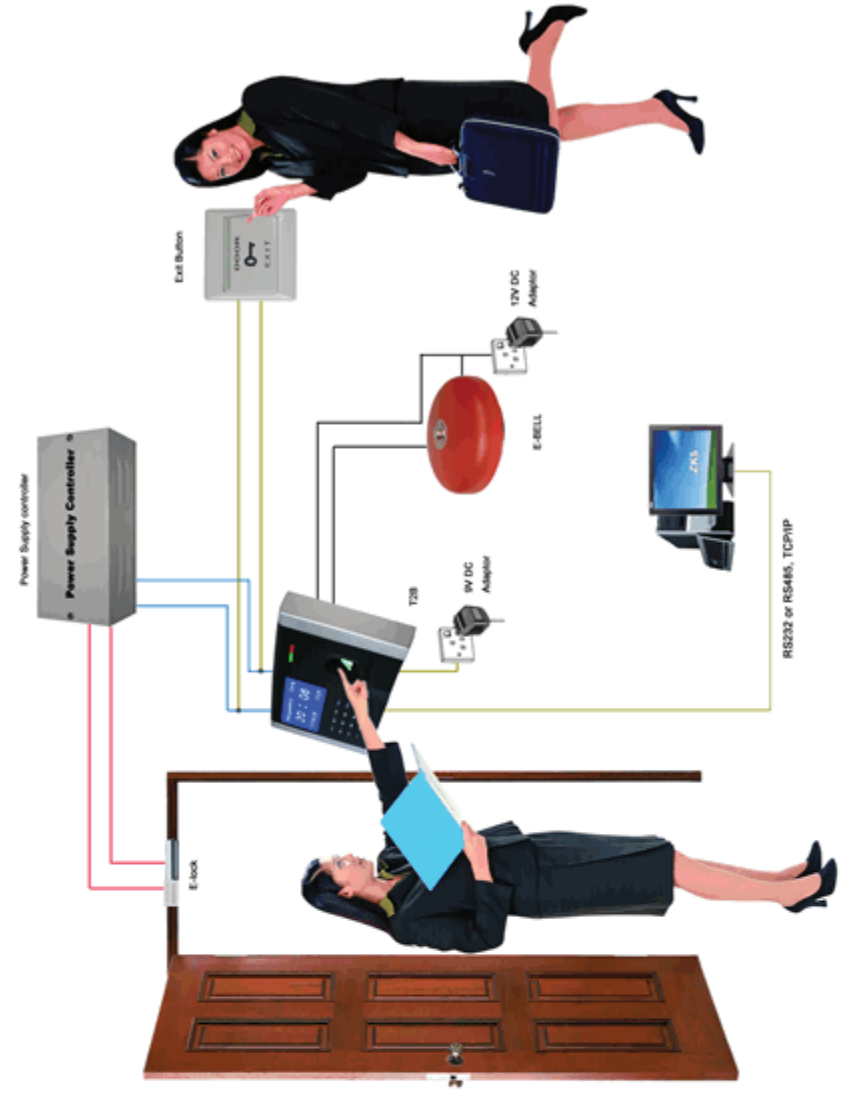 Power Supply controller
Power Supply Controller
Exit Button
DOOR
EXIT
12V DC
Adaptor
E-BELL
T2B
9V DC
Adaptor
ZKS
RS232 or RS485, TCP/IP
E-lock